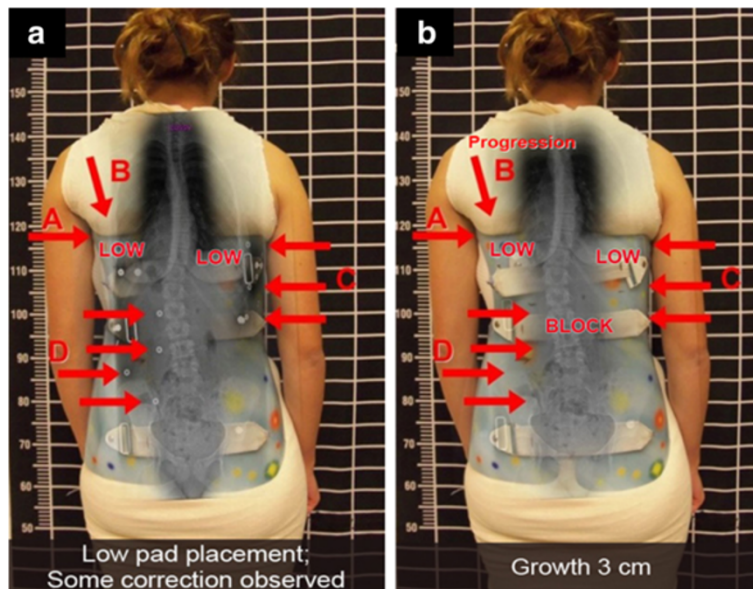 a
B
A
LOW
LOW
C
D
Low pad placement;
Some correction observed
150
140
130
120
110
100
90
80
70
60
50
b
Progression
B
A
LOW
LOW
C
BLOCK
D
Growth 3 cm
140
130
120
110
100
90
80
70
60
50